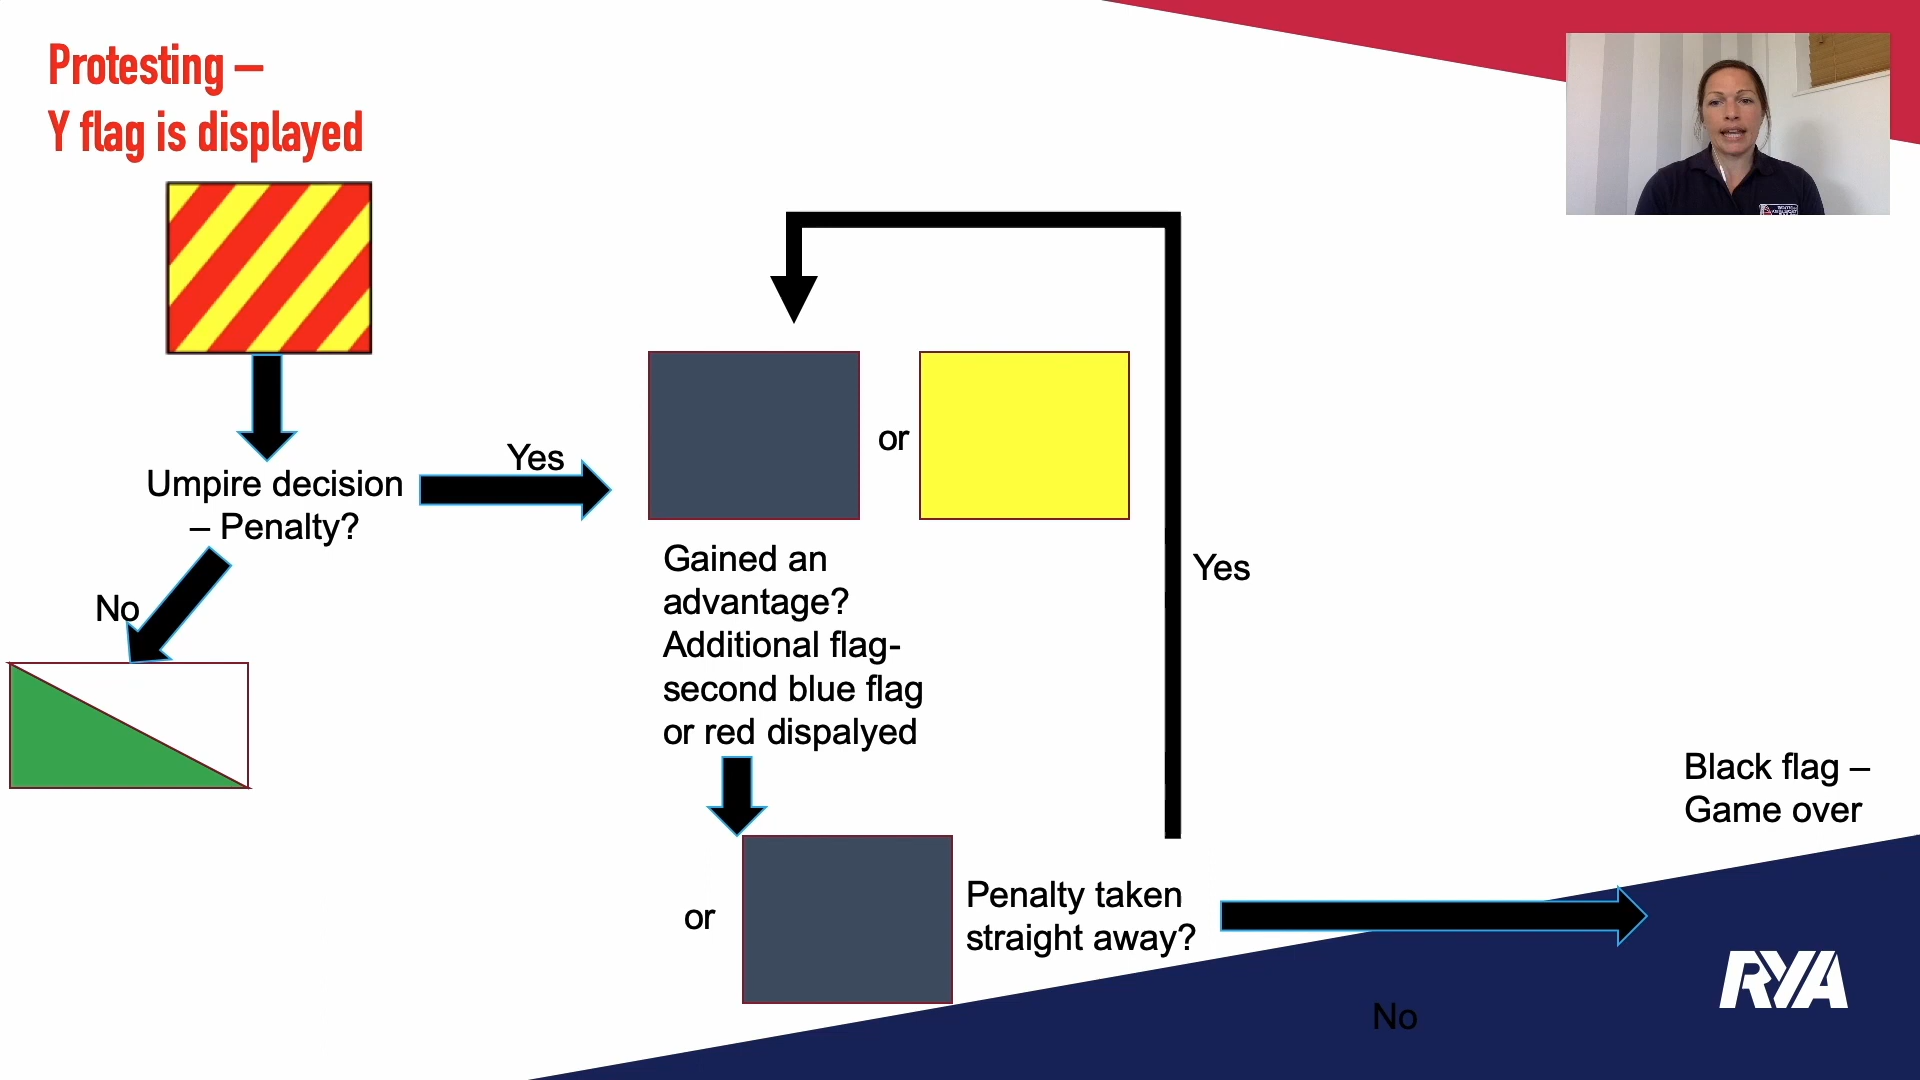 Protesting –
Y flag is displayed
Yes
or
Umpire decision
– Penalty?
Gained an
advantage?
Additional flag-
second blue flag
or red dispalyed
Yes
No
Black flag –
Game over
or
Penalty taken
straight away?
No
RYA